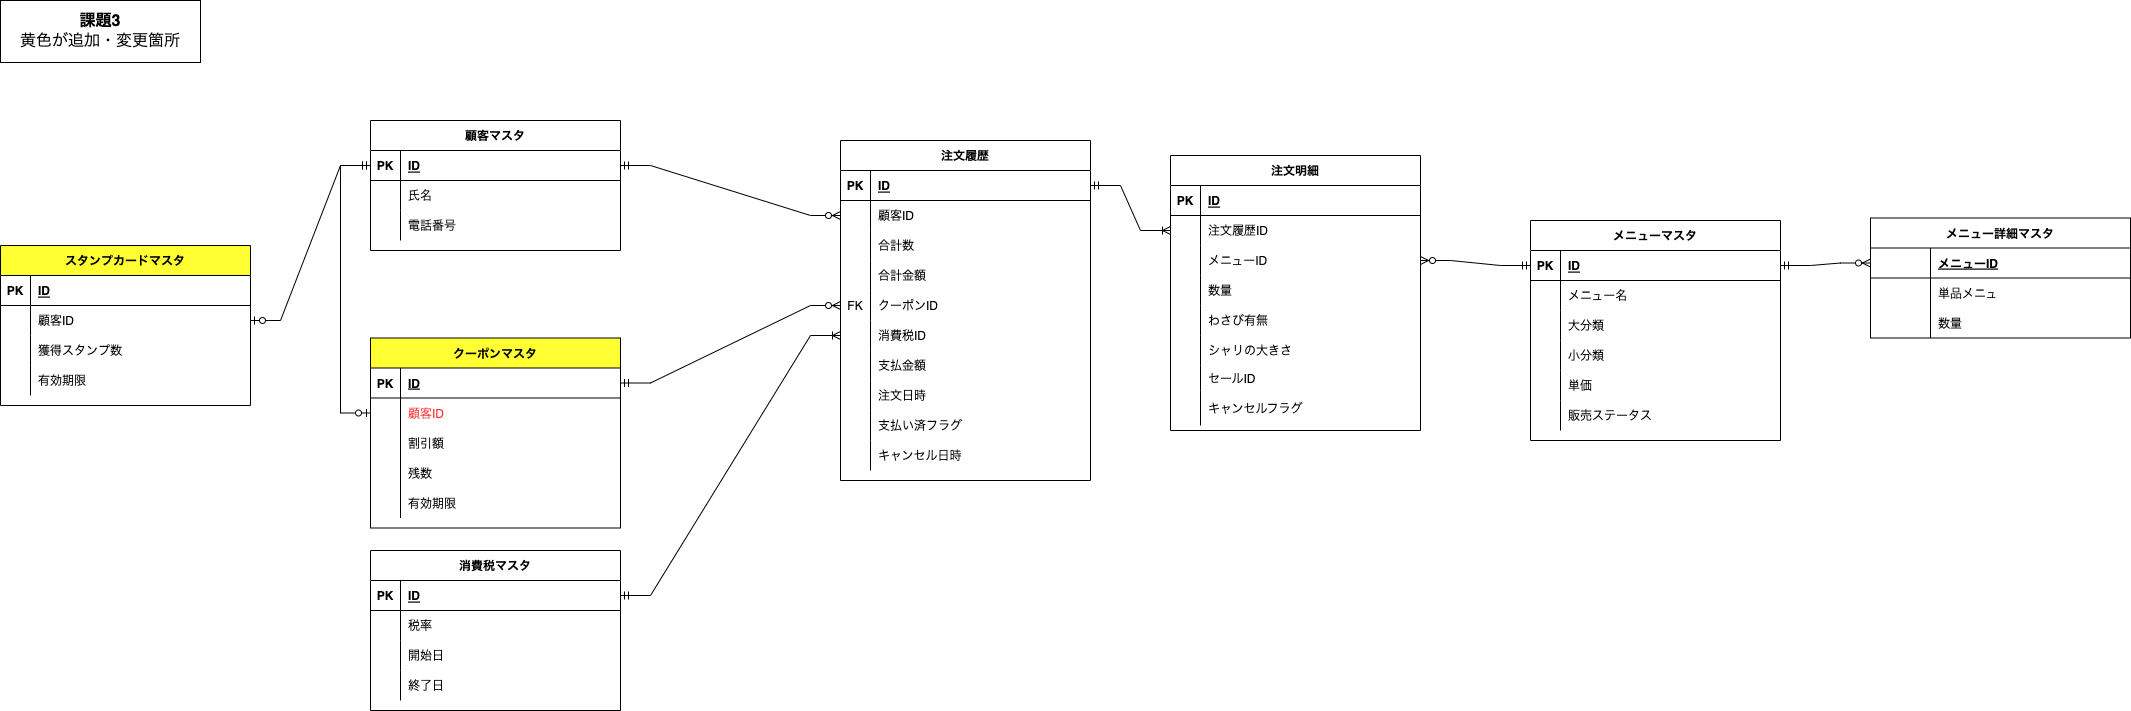 課題3
黄色が追加・変更箇所
スタンプカードマスタ
PK ID
顧客ID
獲得スタンプ数
有効期限
顧客マスタ
PK ID
氏名
電話番号
クーポンマスタ
PK ID
顧客ID
割引額
残数
有効期限
消費税マスタ
PK ID
税率
開始日
終了日
注文履歴
PK ID
顧客ID
合計数
合計金額
FK クーポンID
消費税ID
支払金額
注文日時
支払い済フラグ
キャンセル日時
注文明細
PK ID
注文履歴ID
メニューID
数量
わさび有無
シャリの大きさ
セールID
キャンセルフラグ
メニューマスタ
PK ID
メニュー名
大分類
小分類
単価
販売ステータス
メニュー詳細マスタ
メニューID
単品メニュ
数量